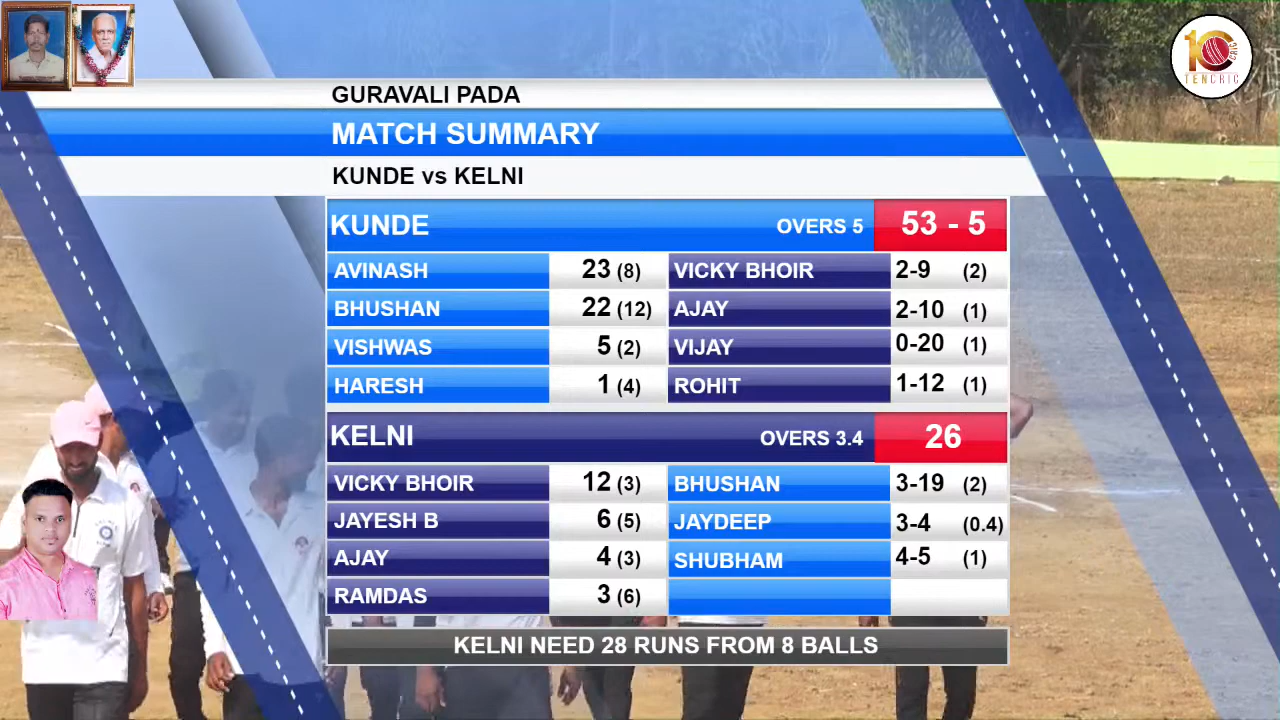 GURAVALI PADA
MATCH SUMMARY
KUNDE vs KELNI
KUNDE OVERS 5 53 - 5
AVINASH 23 (8) VICKY BHOIR 2-9 (2)
BHUSHAN 22 (12) AJAY 2-10 (1)
VISHWAS 5 (2) VIJAY 0-20 (1)
HARESH 1 (4) ROHIT 1-12 (1)
KELNI OVERS 3.4 26
VICKY BHOIR 12 (3) BHUSHAN 3-19 (2)
JAYESH B 6 (5) JAYDEEP 3-4 (0.4)
AJAY 4 (3) SHUBHAM 4-5 (1)
RAMDAS 3 (6)
KELNI NEED 28 RUNS FROM 8 BALLS
10 CRIC
TENCRIC